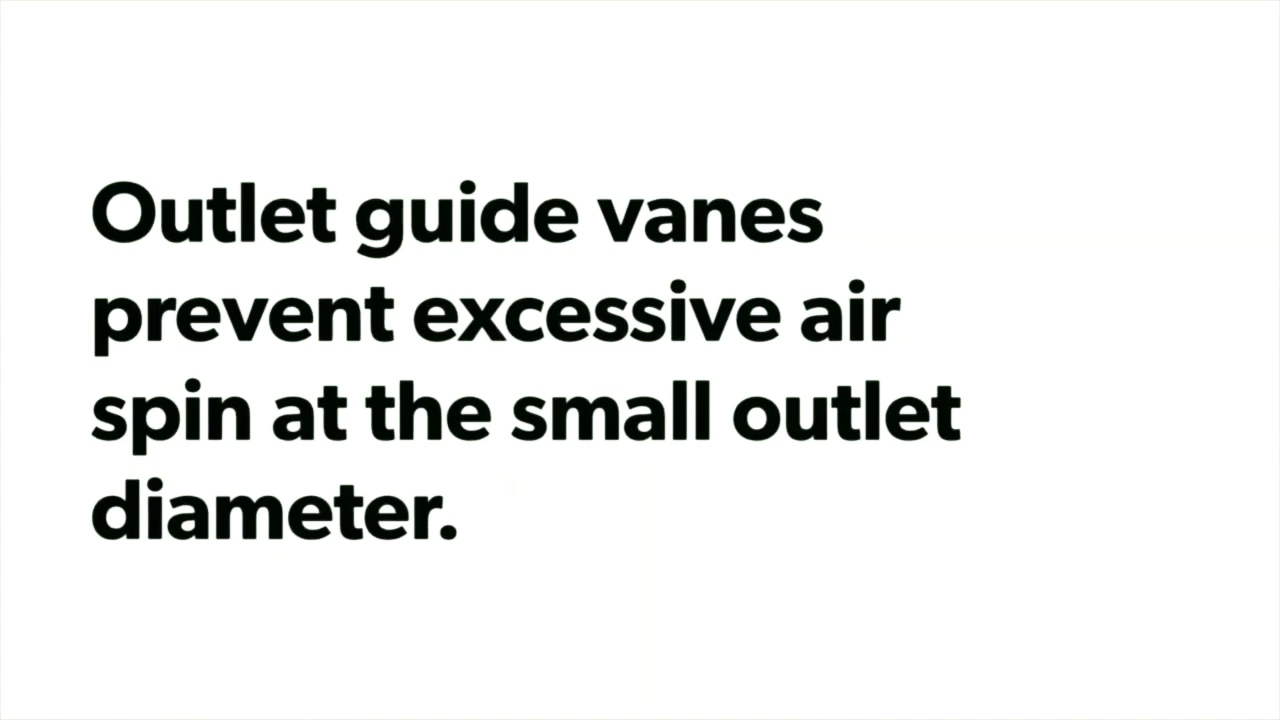 Outlet guide vanes
prevent excessive air
spin at the small outlet
diameter.